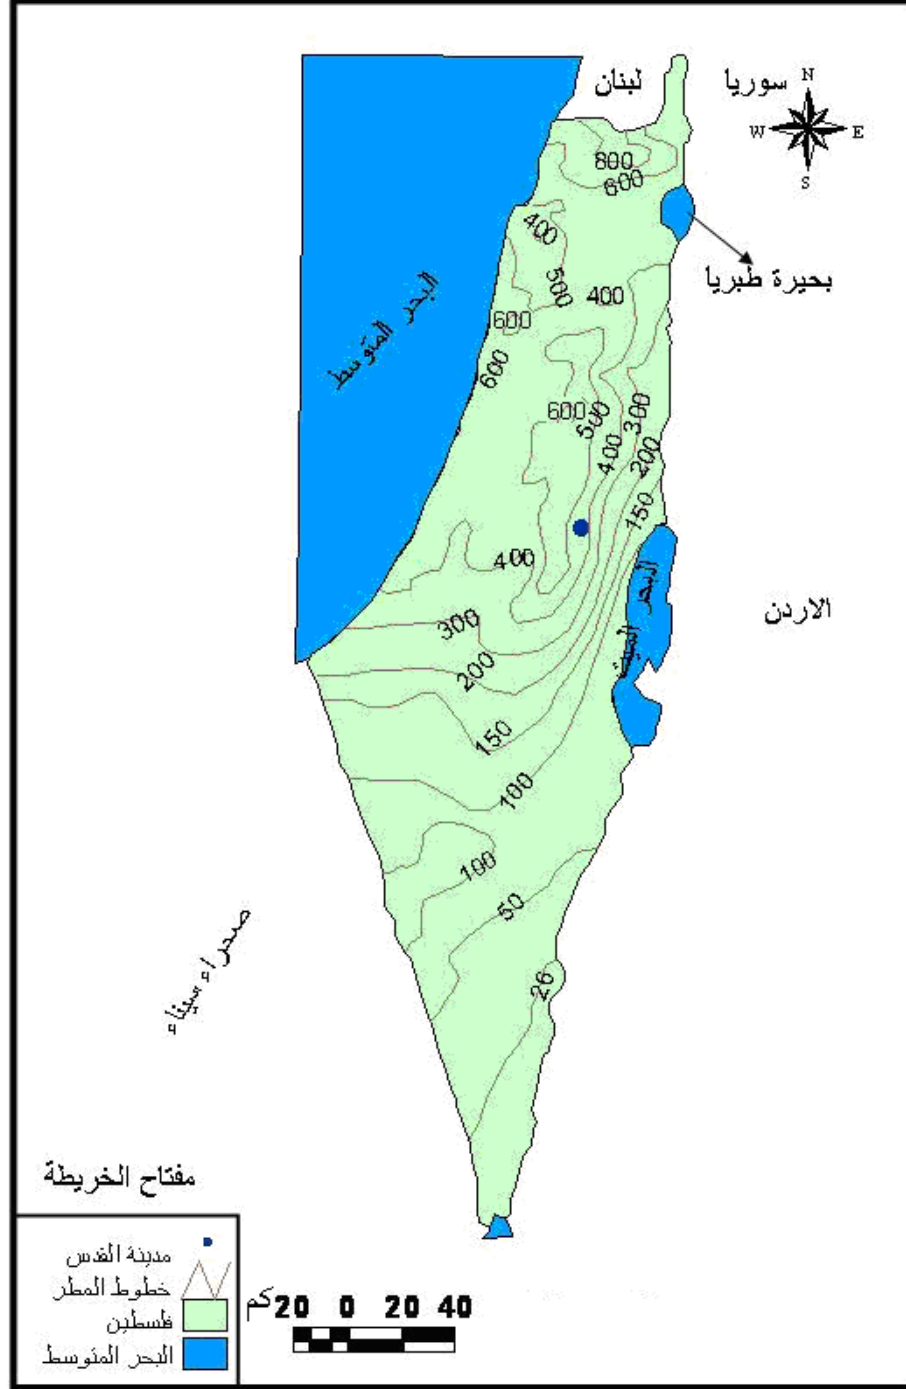 لبنان
سوريا
N
W
E
S
800
600
400
500
400
بحيرة طبريا
600
600
البحر المتوسط
600
500
300
400
200
150
400
البحر الميت
الاردن
300
200
150
100
100
50
صحراء سيناء
26
مفتاح الخريطة
مدينة القدس
خطوط المطر
فلسطين
البحر المتوسط
كم 20 0 20 40